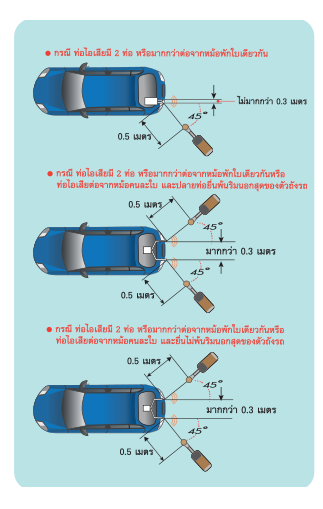 • กรณี ท่อไอเสียมี 2 ท่อ หรือมากกว่าต่อจากหม้อพักใบเดียวกัน
ไม่มากกว่า 0.3 เมตร
45°
0.5 เมตร
• กรณี ท่อไอเสียมี 2 ท่อ หรือมากกว่าต่อจากหม้อพักใบเดียวกันหรือ
ท่อไอเสียต่อจากหม้อคนละใบ และปลายท่อยื่นพ้นริมนอกสุดของตัวถังรถ
0.5 เมตร
45°
มากกว่า 0.3 เมตร
45°
0.5 เมตร
• กรณี ท่อไอเสียมี 2 ท่อ หรือมากกว่าต่อจากหม้อพักใบเดียวกันหรือ
ท่อไอเสียต่อจากหม้อคนละใบ และยื่นไม่พ้นริมนอกสุดของตัวถังรถ
0.5 เมตร
45°
มากกว่า 0.3 เมตร
45°
0.5 เมตร